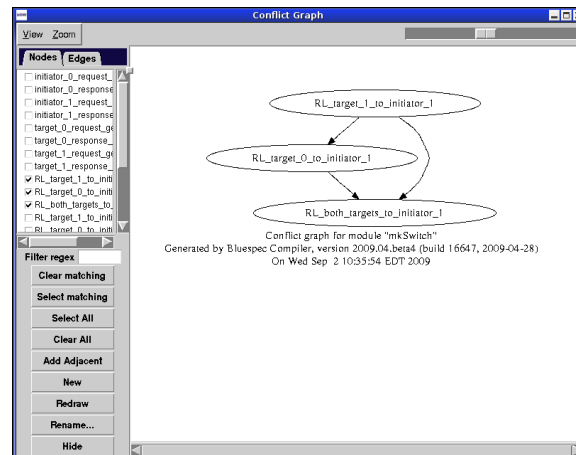 Conflict Graph
View Zoom
Nodes Edges
initiator_0_request_
initiator_0_response
initiator_1_request_
initiator_1_response
target_0_request_ge
target_0_response_
target_1_request_ge
target_1_response_
RL_target_1_to_initi
RL_target_0_to_initi
RL_both_targets_to_
RL_target_1_to_initi
RL_target_0_to_initi
Filter regex
Clear matching
Select matching
Select All
Clear All
Add Adjacent
New
Redraw
Rename...
Hide
RL_target_1_to_initiator_1
RL_target_0_to_initiator_1
RL_both_targets_to_initiator_1
Conflict graph for module "mkSwitch"
Generated by Bluespec Compiler, version 2009.04.beta4 (build 16647, 2009-04-28)
On Wed Sep 2 10:35:54 EDT 2009